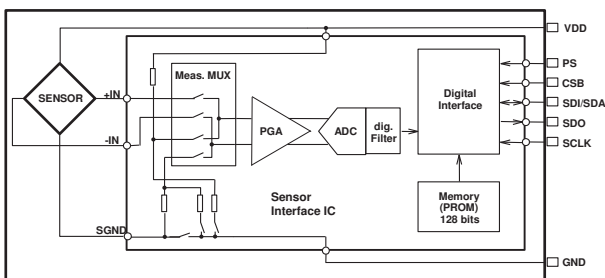 VDD
PS
CSB
SDI/SDA
SDO
SCLK
GND
SENSOR
+IN
-IN
SGND
Meas. MUX
PGA
ADC
dig.
Filter
Digital
Interface
Memory
(PROM)
128 bits
Sensor
Interface IC